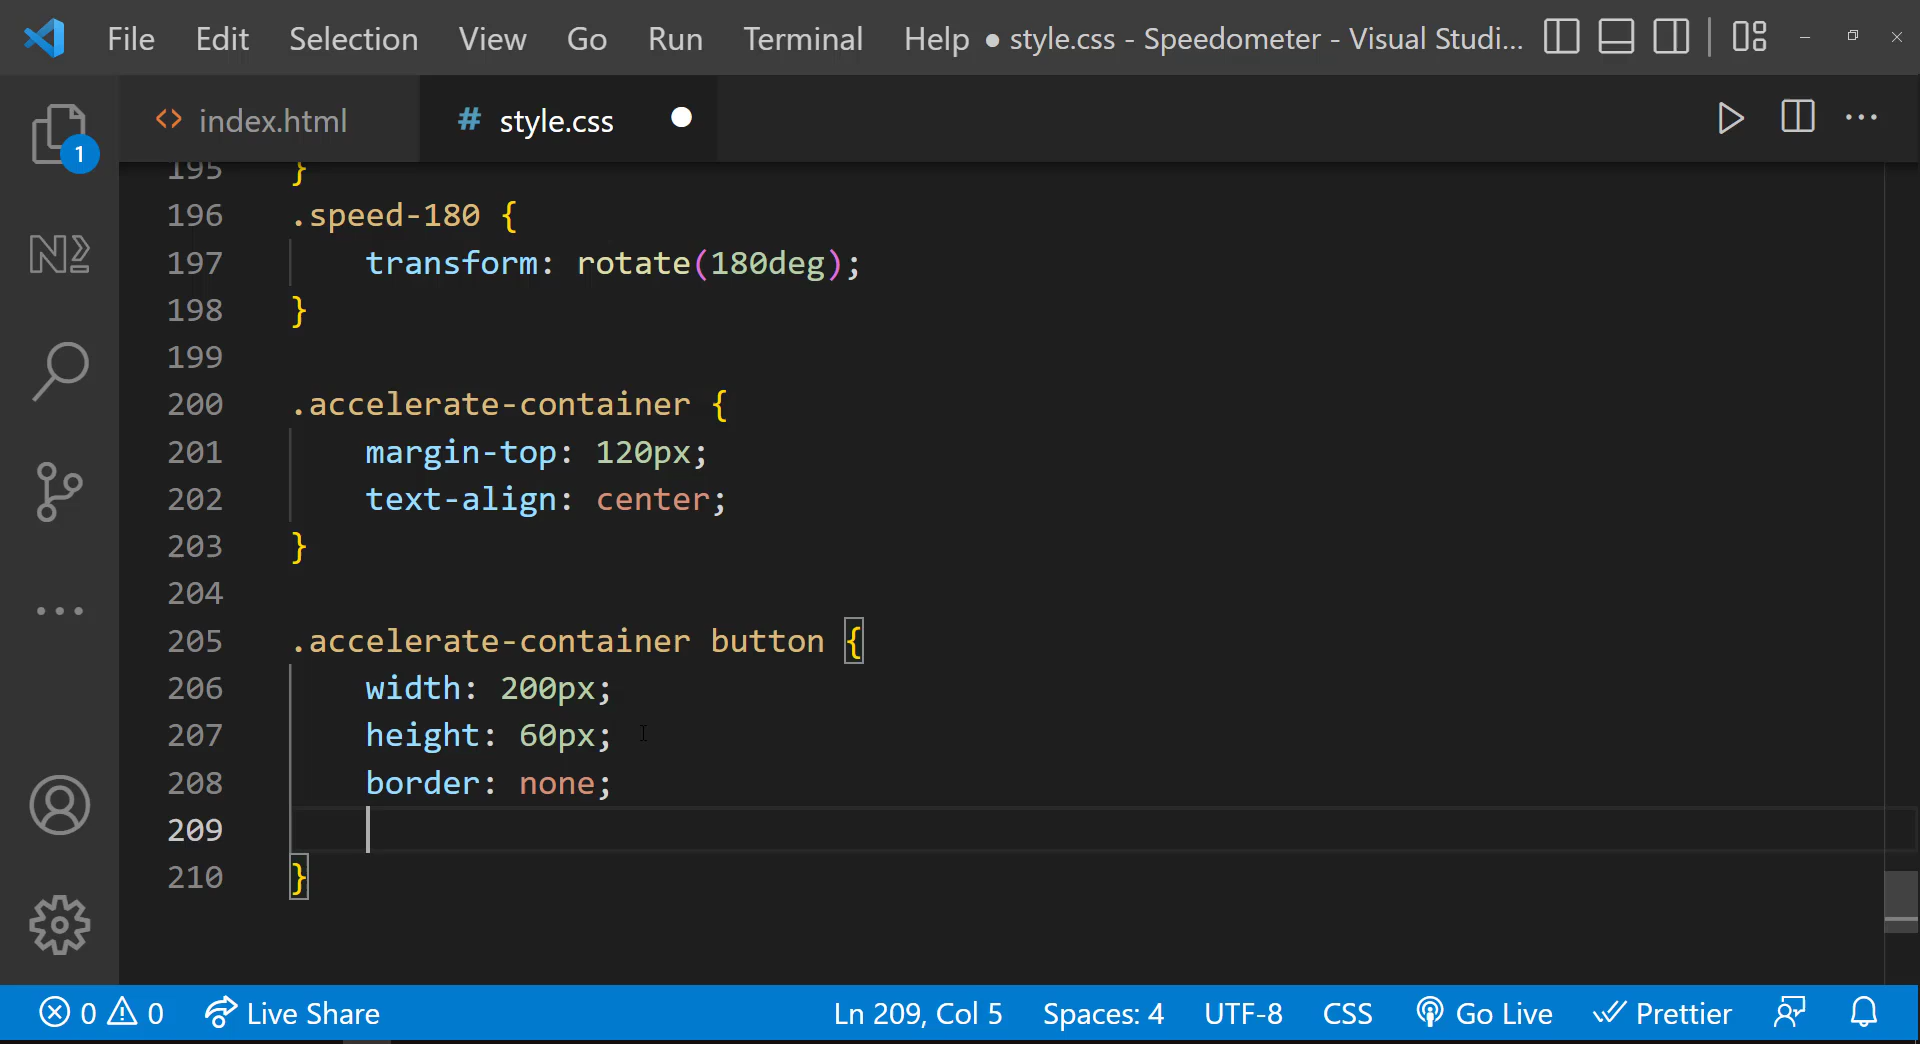 File Edit Selection View Go Run Terminal Help ● style.css - Speedometer - Visual Studi...
<> index.html # style.css
1
195 }
196 .speed-180 {
197 transform: rotate(180deg);
198 }
199
200 .accelerate-container {
201 margin-top: 120px;
202 text-align: center;
203 }
204
205 .accelerate-container button {
206 width: 200px;
207 height: 60px;
208 border: none;
209
210 }
0 0 Live Share Ln 209, Col 5 Spaces: 4 UTF-8 CSS Go Live Prettier